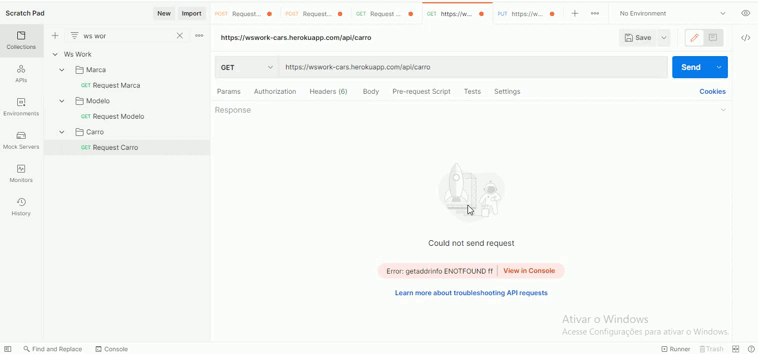 Scratch Pad
New
Import
POST Request...
POST Request...
GET Request ...
GET https://w...
PUT https://w...
No Environment
Collections
APIs
Environments
Mock Servers
Monitors
History
ws wor
Ws Work
Marca
GET Request Marca
Modelo
GET Request Modelo
Carro
GET Request Carro
https://wswork-cars.herokuapp.com/api/carro
Save
GET
https://wswork-cars.herokuapp.com/api/carro
Send
Params Authorization Headers (6) Body Pre-request Script Tests Settings Cookies
Response
Could not send request
Error: getaddrinfo ENOTFOUND ff | View in Console
Learn more about troubleshooting API requests
Ativar o Windows
Acesse Configurações para ativar o Windows.
Find and Replace Console Runner Trash